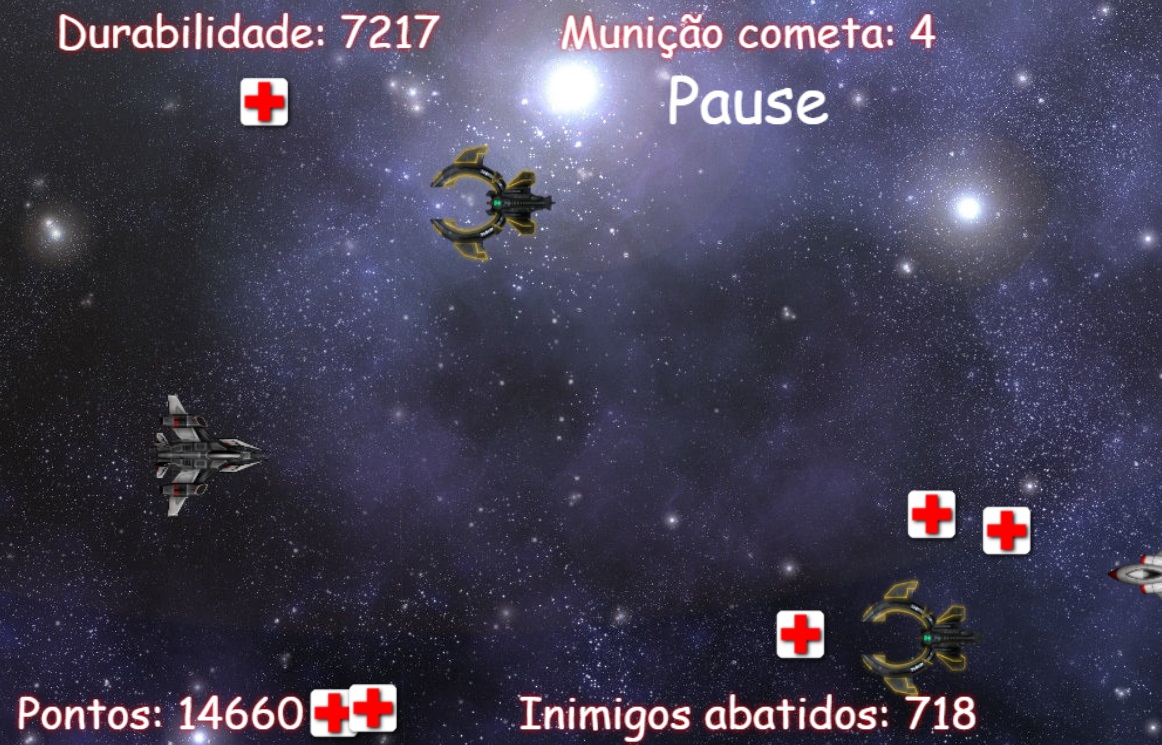 Durabilidade: 7217
Munição cometa: 4
Pause
Pontos: 14660
Inimigos abatidos: 718